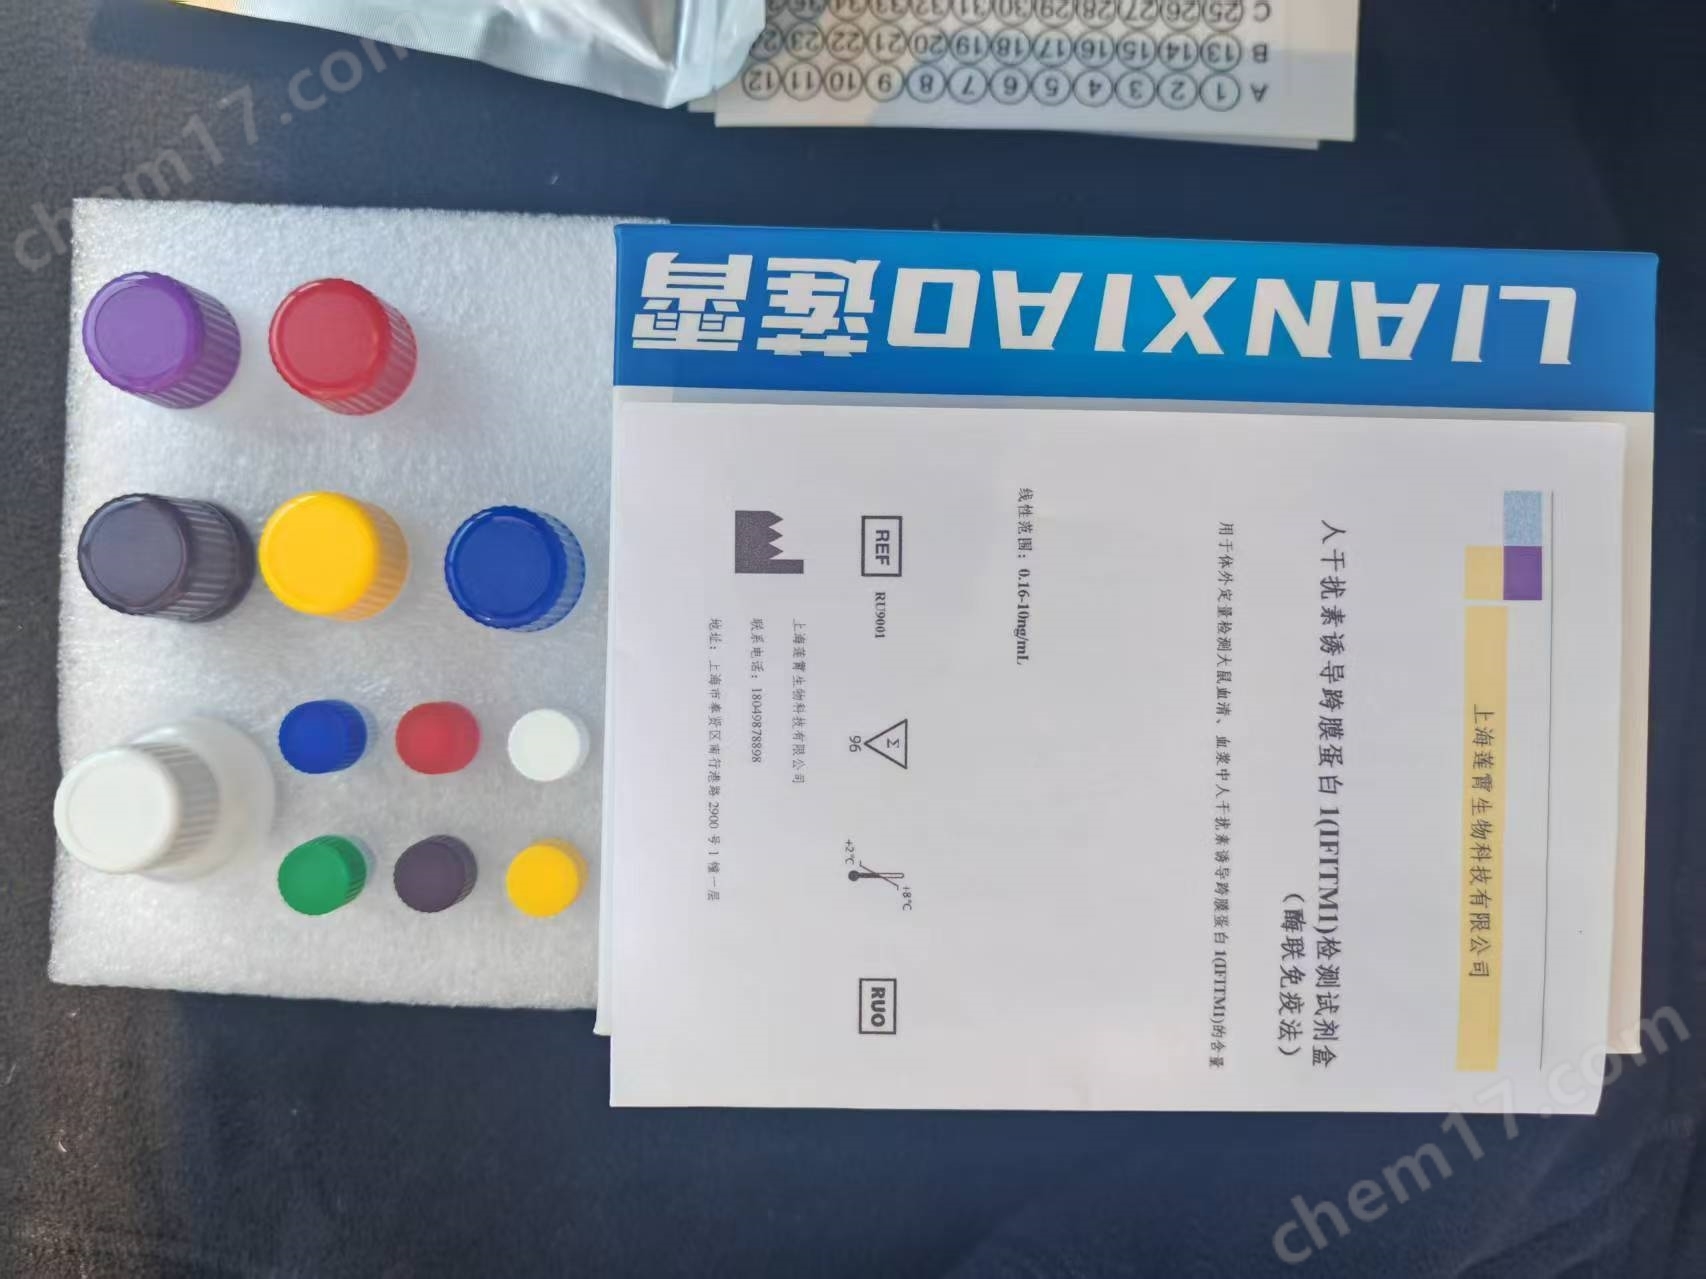 LIANXIAO莲霄
上海莲霄生物科技有限公司
人干扰素诱导跨膜蛋白 1(IFITM1)检测试剂盒
（酶联免疫法）
用于体外定量检测大鼠血清、血浆中人干扰素诱导跨膜蛋白 1(IFITM1)的含量
线性范围：0.16-10ng/mL
REF
RU9001
Σ
96
+2℃
+8℃
RUO
上海莲霄生物科技有限公司
联系电话：18049878898
地址：上海市奉贤区南行港路 2900 号 1 幢一层
A 1 2 3 4 5 6 7 8 9 10 11 12
B 13 14 15 16 17 18 19 20 21 22 23 24
C 25 26 27 28 29 30 31 32 33 34 35
chem17.com
chem17.com